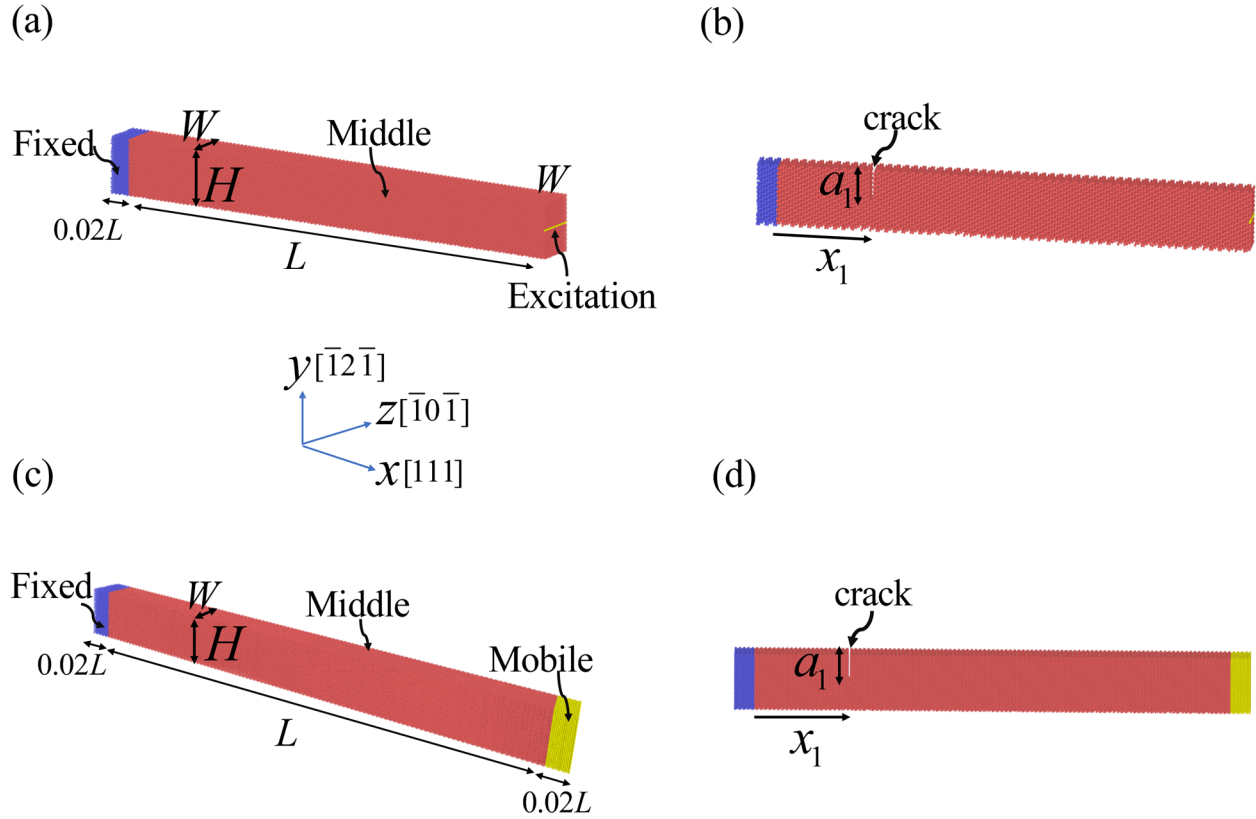 (a)
Fixed
W
H
Middle
W
0.02L
L
Excitation
(b)
crack
a₁
x₁
y[1̅21̅]
z[1̅01̅]
x[111]
(c)
Fixed
W
H
Middle
Mobile
0.02L
L
0.02L
(d)
crack
a₁
x₁